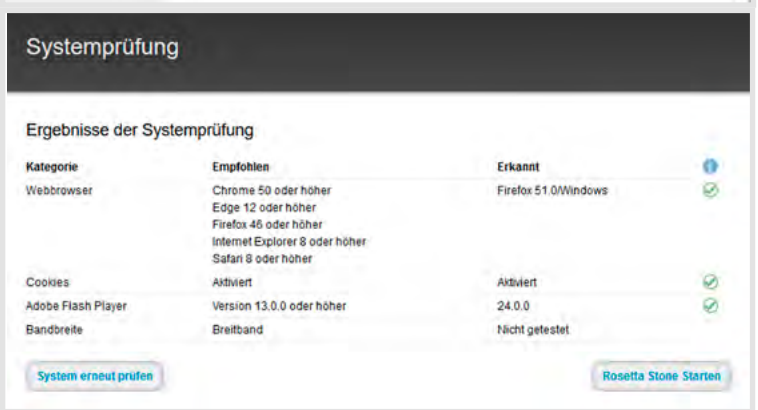 Systemprüfung
Ergebnisse der Systemprüfung
Kategorie Empfohlen Erkannt
Webbrowser Chrome 50 oder höher Firefox 51.0/Windows
Edge 12 oder höher
Firefox 46 oder höher
Internet Explorer 8 oder höher
Safari 8 oder höher
Cookies Aktiviert Aktiviert
Adobe Flash Player Version 13.0.0 oder höher 24.0.0
Bandbreite Breitband Nicht getestet
System erneut prüfen Rosetta Stone Starten